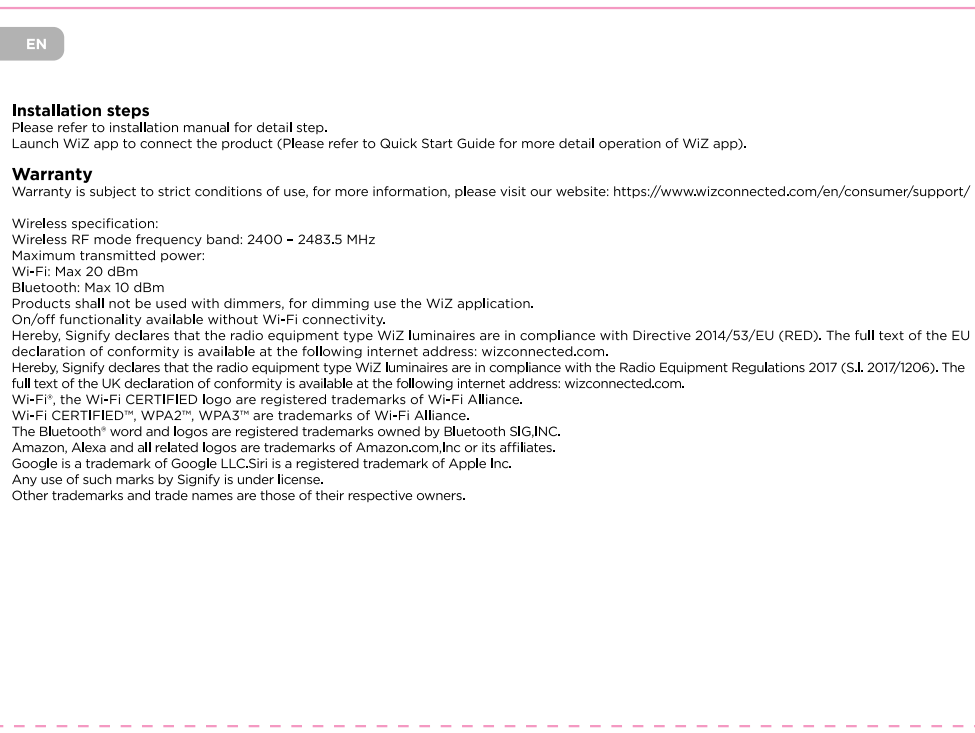 EN
Installation steps
Please refer to installation manual for detail step.
Launch WiZ app to connect the product (Please refer to Quick Start Guide for more detail operation of WiZ app).
Warranty
Warranty is subject to strict conditions of use, for more information, please visit our website: https://www.wizconnected.com/en/consumer/support/
Wireless specification:
Wireless RF mode frequency band: 2400 – 2483.5 MHz
Maximum transmitted power:
Wi-Fi: Max 20 dBm
Bluetooth: Max 10 dBm
Products shall not be used with dimmers, for dimming use the WiZ application.
On/off functionality available without Wi-Fi connectivity.
Hereby, Signify declares that the radio equipment type WiZ luminaires are in compliance with Directive 2014/53/EU (RED). The full text of the EU
declaration of conformity is available at the following internet address: wizconnected.com.
Hereby, Signify declares that the radio equipment type WiZ luminaires are in compliance with the Radio Equipment Regulations 2017 (S.I. 2017/1206). The
full text of the UK declaration of conformity is available at the following internet address: wizconnected.com.
Wi-Fi®, the Wi-Fi CERTIFIED logo are registered trademarks of Wi-Fi Alliance.
Wi-Fi CERTIFIED™, WPA2™, WPA3™ are trademarks of Wi-Fi Alliance.
The Bluetooth® word and logos are registered trademarks owned by Bluetooth SIG,INC.
Amazon, Alexa and all related logos are trademarks of Amazon.com,Inc or its affiliates.
Google is a trademark of Google LLC.Siri is a registered trademark of Apple Inc.
Any use of such marks by Signify is under license.
Other trademarks and trade names are those of their respective owners.